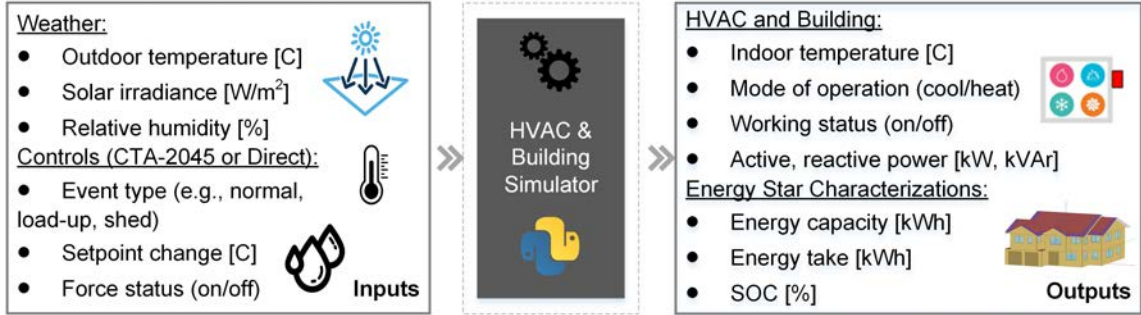 Weather:
● Outdoor temperature [C]
● Solar irradiance [W/m²]
● Relative humidity [%]
Controls (CTA-2045 or Direct):
● Event type (e.g., normal,
load-up, shed)
● Setpoint change [C]
● Force status (on/off)
Inputs
HVAC &
Building
Simulator
HVAC and Building:
● Indoor temperature [C]
● Mode of operation (cool/heat)
● Working status (on/off)
● Active, reactive power [kW, kVAr]
Energy Star Characterizations:
● Energy capacity [kWh]
● Energy take [kWh]
● SOC [%]
Outputs